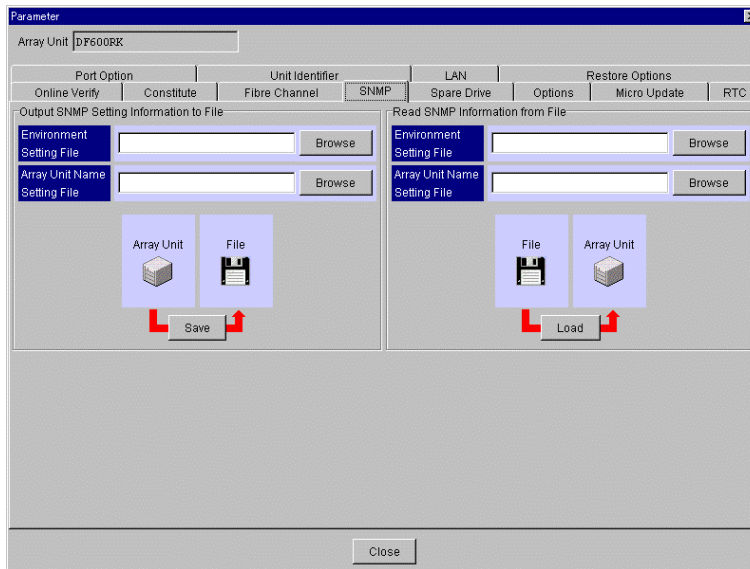 Parameter
Array Unit DF600RK
Port Option Unit Identifier LAN Restore Options
Online Verify Constitute Fibre Channel SNMP Spare Drive Options Micro Update RTC
Output SNMP Setting Information to File
Environment
Setting File
Browse
Array Unit Name
Setting File
Browse
Array Unit File
Save
Read SNMP Information from File
Environment
Setting File
Browse
Array Unit Name
Setting File
Browse
File Array Unit
Load
Close